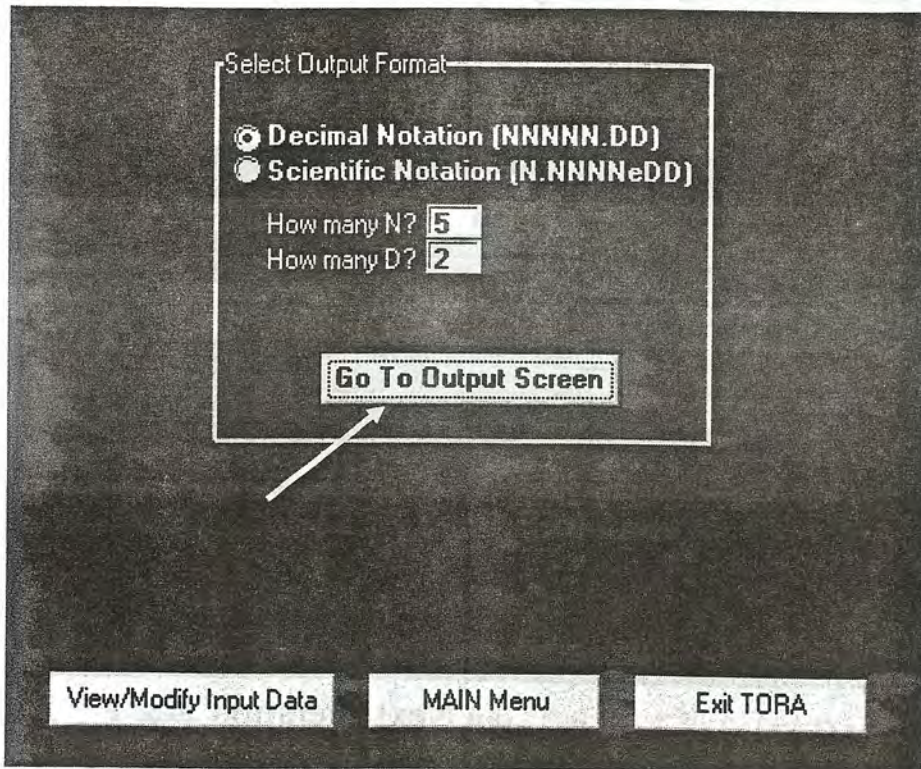 Select Output Format
Decimal Notation (NNNNN.DD)
Scientific Notation (N.NNNNeDD)
How many N? 5
How many D? 2
Go To Output Screen
View/Modify Input Data MAIN Menu Exit TORA